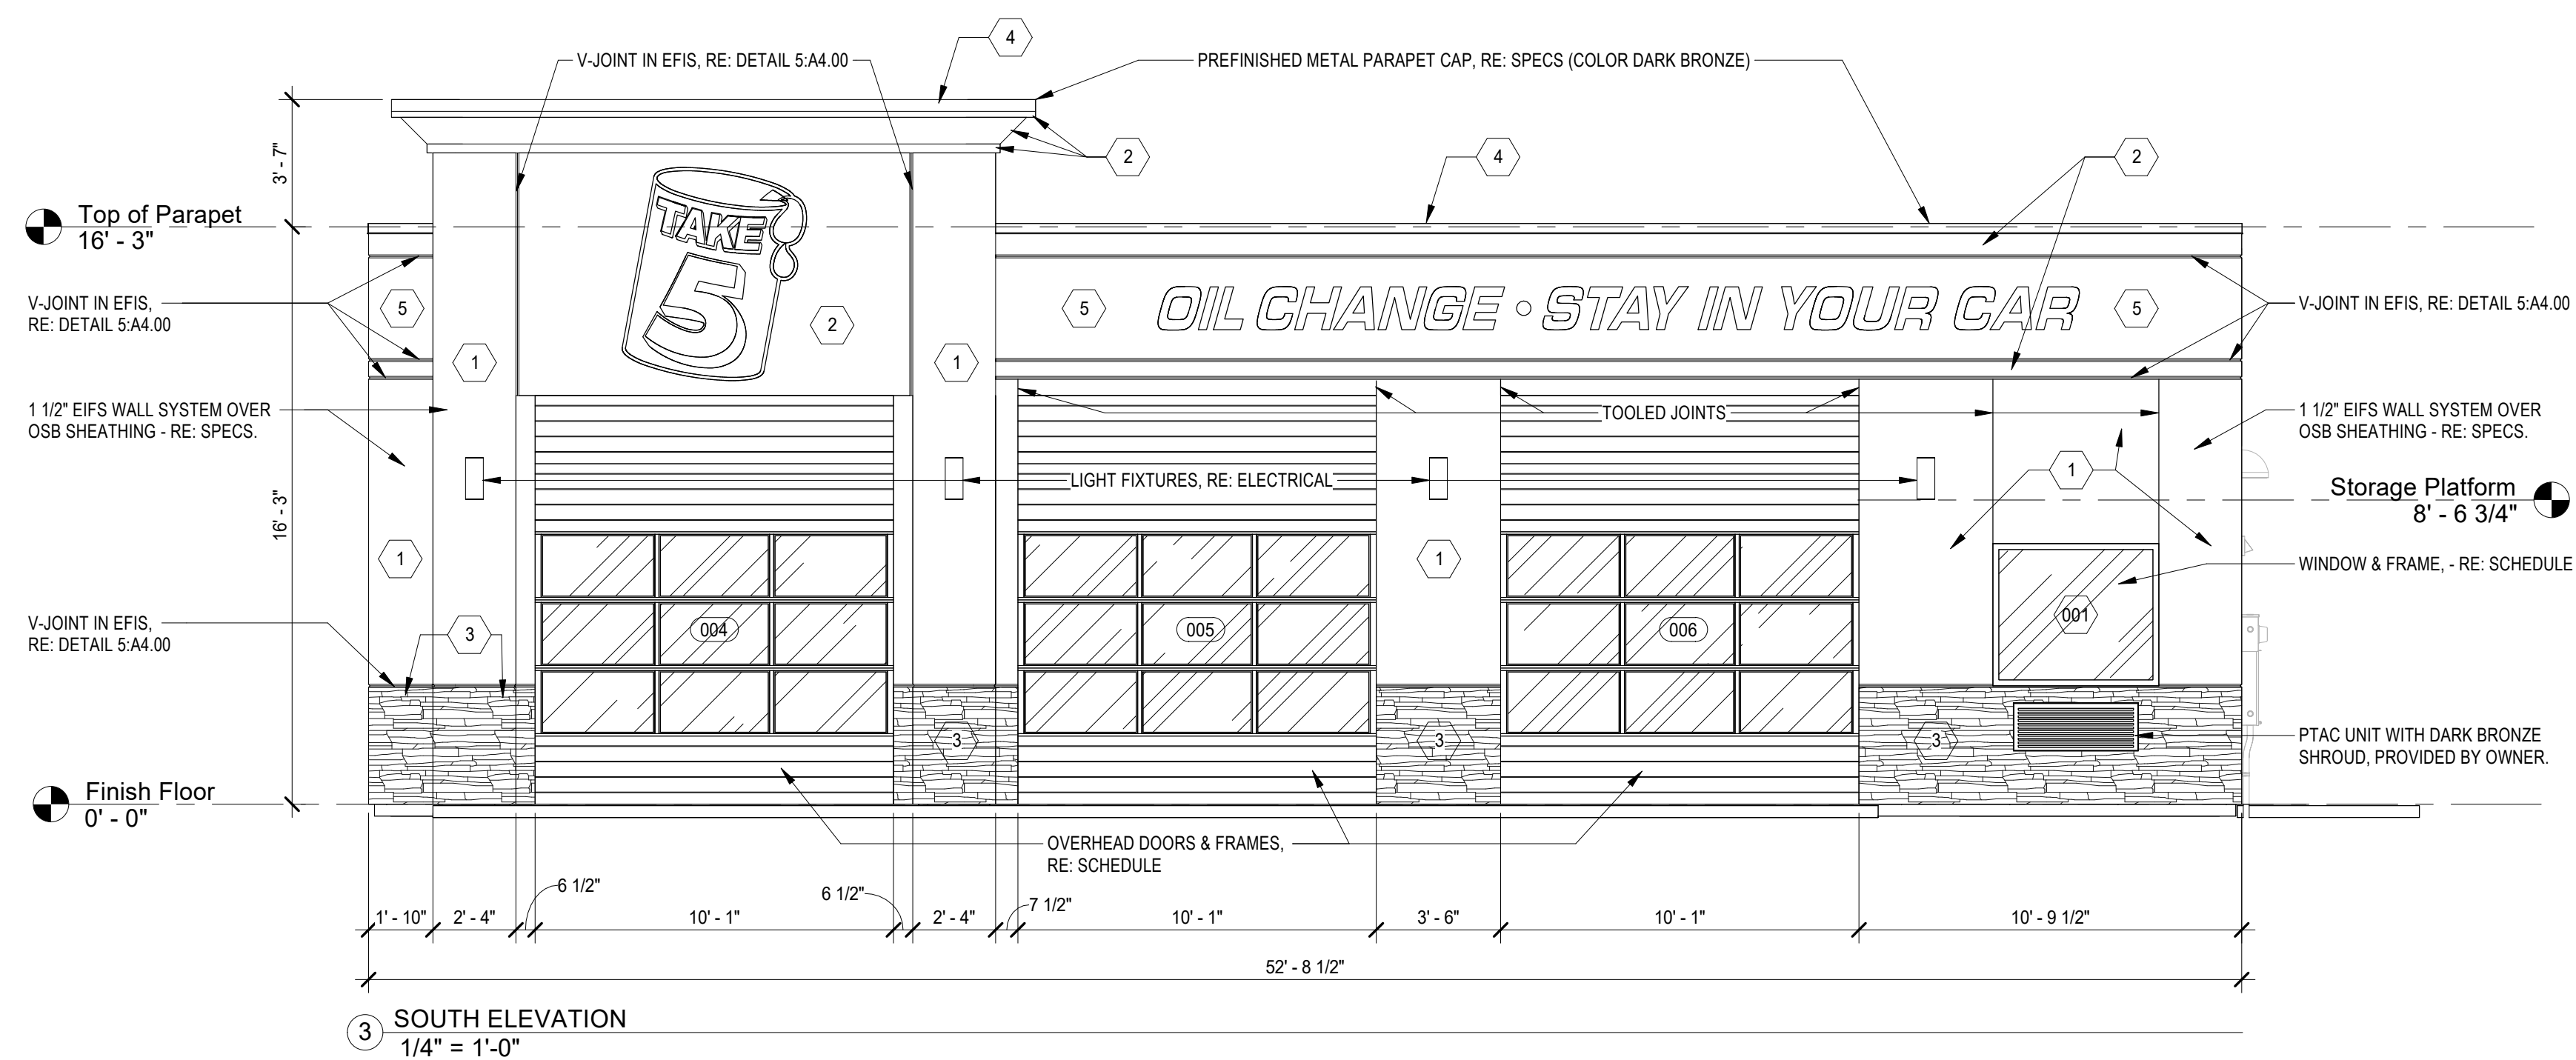 4
V-JOINT IN EFIS, RE: DETAIL 5:A4.00
PREFINISHED METAL PARAPET CAP, RE: SPECS (COLOR DARK BRONZE)
3' - 7"
2
4
2
Top of Parapet
16' - 3"
TAKE
5
V-JOINT IN EFIS,
RE: DETAIL 5:A4.00
5
2
5
OIL CHANGE • STAY IN YOUR CAR
5
V-JOINT IN EFIS, RE: DETAIL 5:A4.00
1
1
1 1/2" EIFS WALL SYSTEM OVER
OSB SHEATHING - RE: SPECS.
TOOLED JOINTS
1 1/2" EIFS WALL SYSTEM OVER
OSB SHEATHING - RE: SPECS.
16' - 3"
LIGHT FIXTURES, RE: ELECTRICAL
1
Storage Platform
8' - 6 3/4"
1
1
WINDOW & FRAME, - RE: SCHEDULE
V-JOINT IN EFIS,
RE: DETAIL 5:A4.00
3
004
005
006
001
3
3
3
PTAC UNIT WITH DARK BRONZE
SHROUD, PROVIDED BY OWNER.
Finish Floor
0' - 0"
OVERHEAD DOORS & FRAMES,
RE: SCHEDULE
6 1/2"
6 1/2"
7 1/2"
1' - 10"
2' - 4"
10' - 1"
2' - 4"
10' - 1"
3' - 6"
10' - 1"
10' - 9 1/2"
52' - 8 1/2"
3
SOUTH ELEVATION
1/4" = 1'-0"